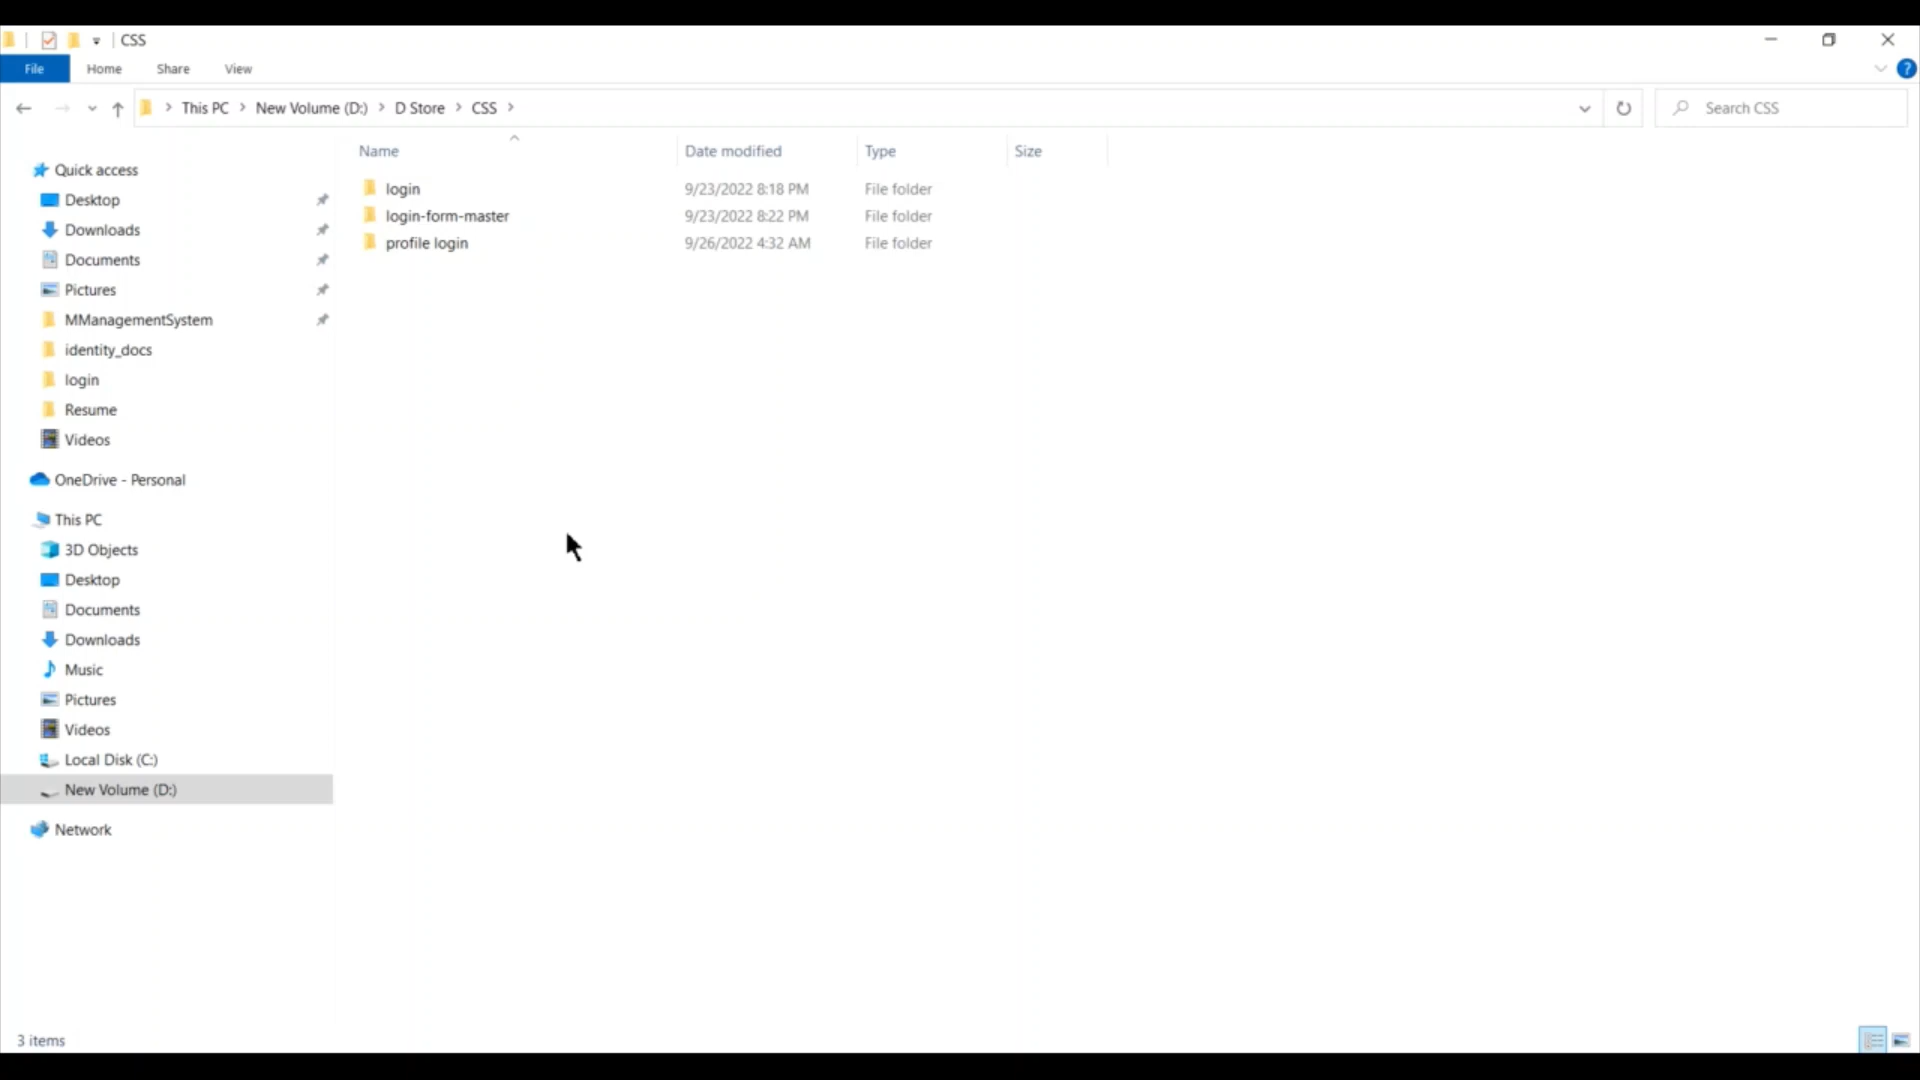 CSS
File Home Share View ?
This PC New Volume (D:) D Store CSS Search CSS
Name Date modified Type Size
Quick access
Desktop
Downloads
Documents
Pictures
MManagementSystem
identity_docs
login
Resume
Videos
OneDrive - Personal
This PC
3D Objects
Desktop
Documents
Downloads
Music
Pictures
Videos
Local Disk (C:)
New Volume (D:)
Network
login 9/23/2022 8:18 PM File folder
login-form-master 9/23/2022 8:22 PM File folder
profile login 9/26/2022 4:32 AM File folder
3 items